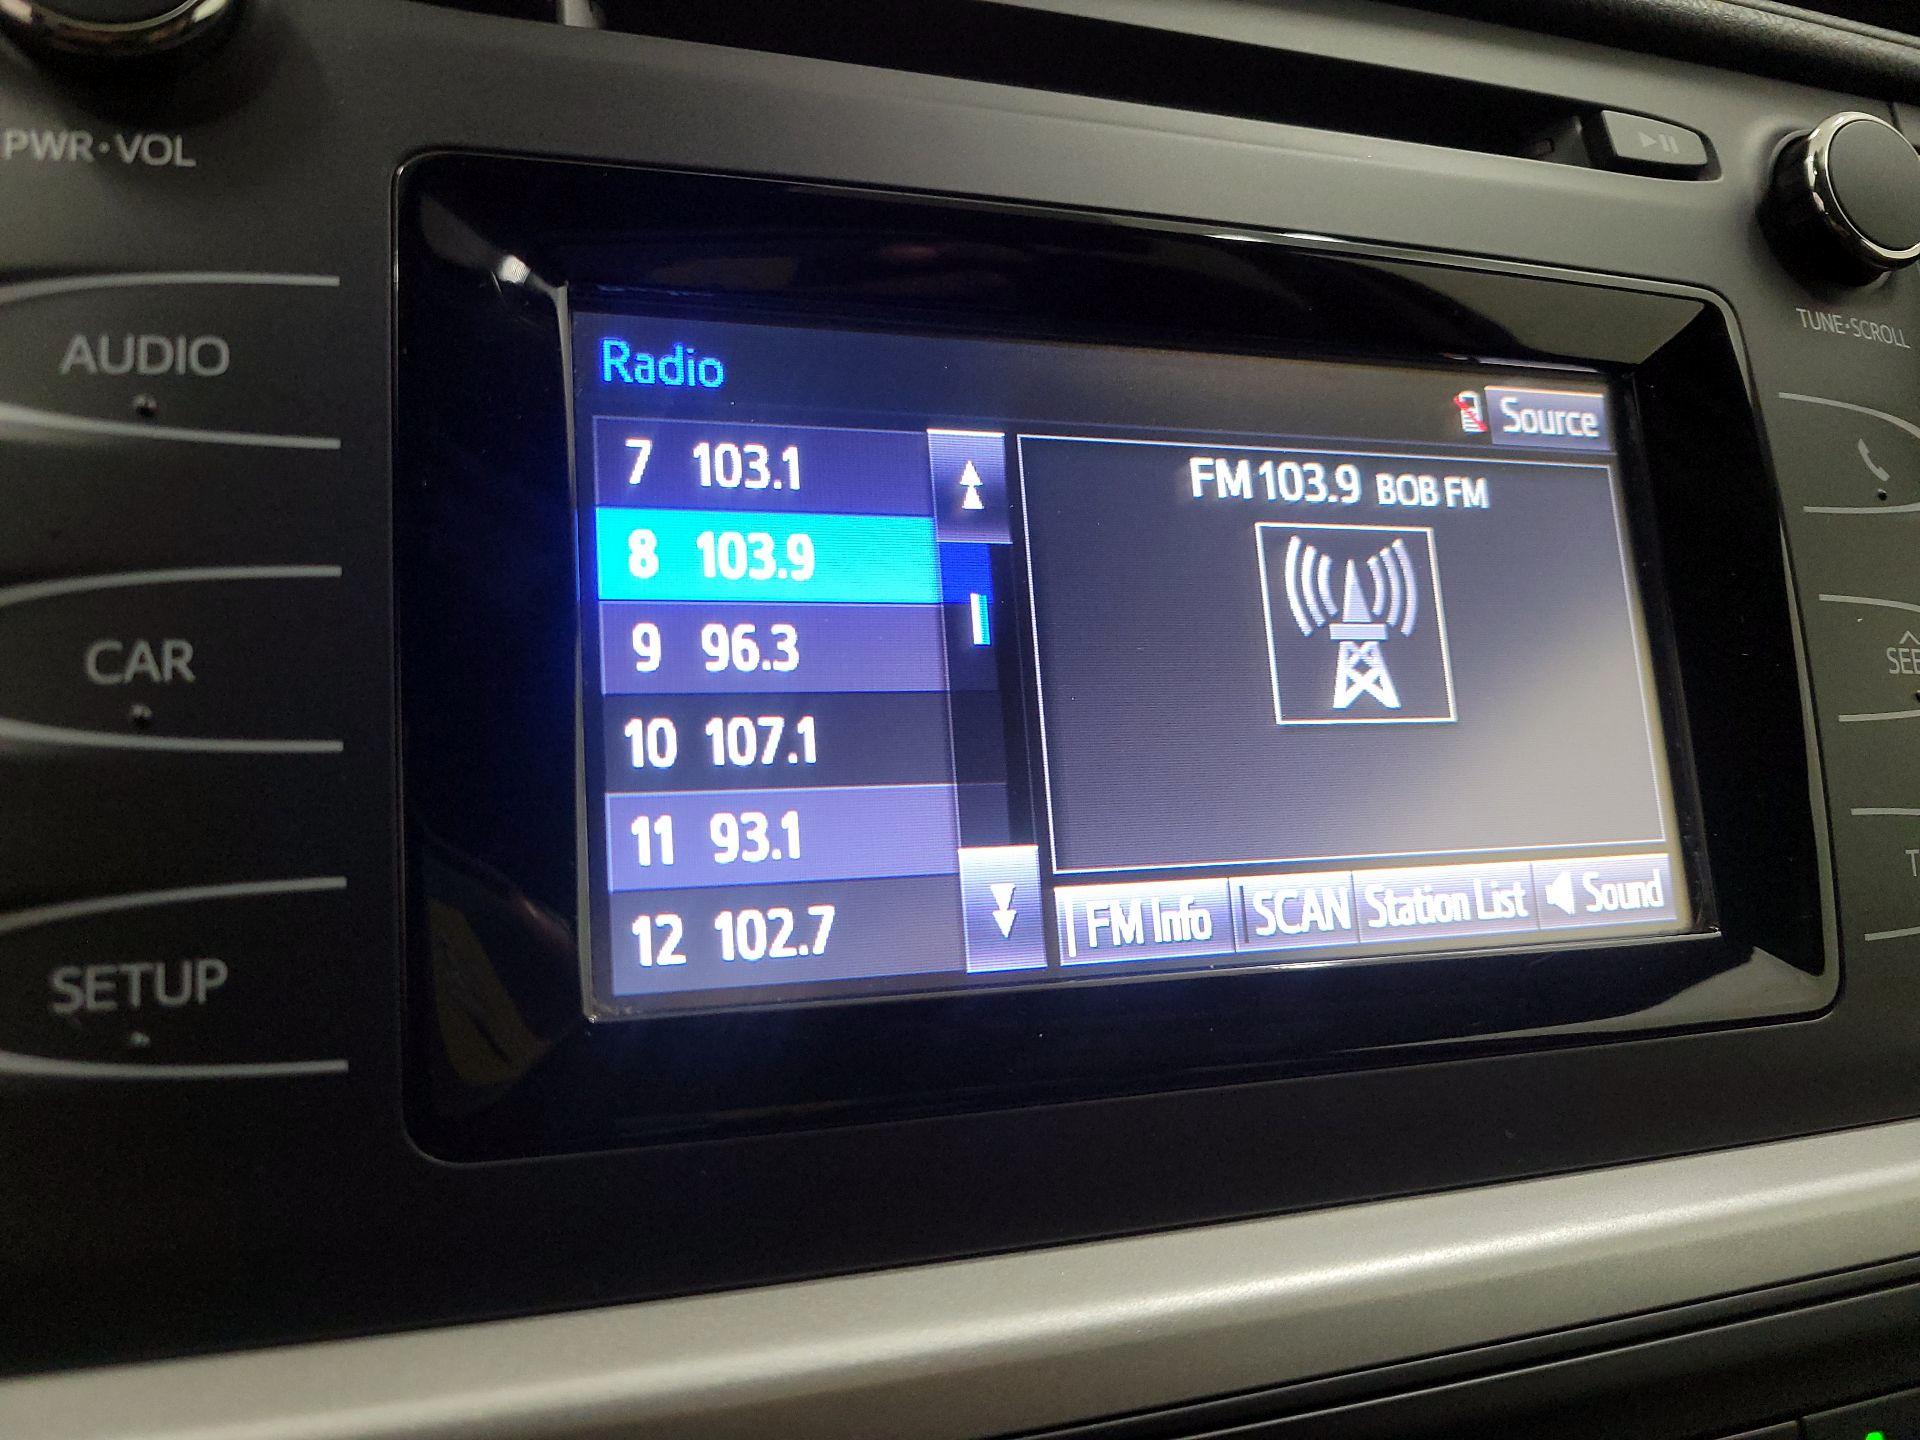 PWR·VOL
AUDIO
CAR
SETUP
Radio
Source
7 103.1
8 103.9
9 96.3
10 107.1
11 93.1
12 102.7
FM 103.9 BOB FM
FM Info
SCAN
Station List
Sound
TUNE·SCROLL